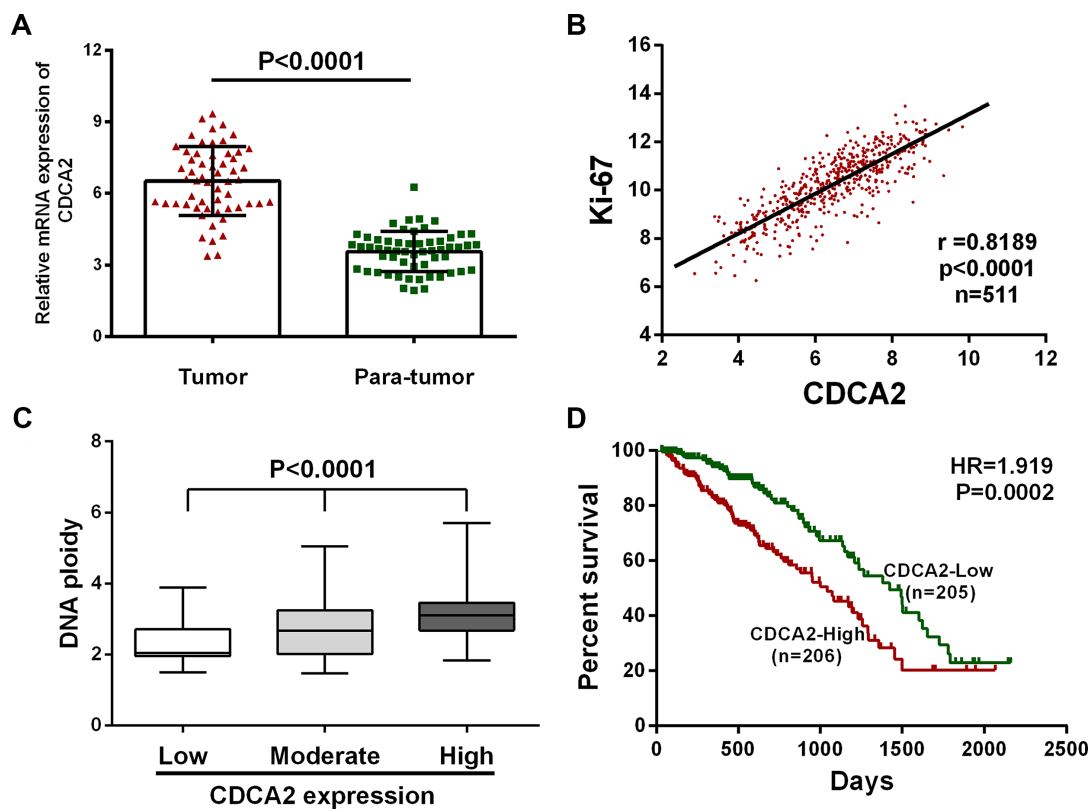 A
Relative mRNA expression of
CDCA2
12
9
6
3
0
P<0.0001
Tumor
Para-tumor
B
Ki-67
16
14
12
10
8
6
4
r =0.8189
p<0.0001
n=511
2
4
6
8
10
12
CDCA2
C
DNA ploidy
8
6
4
2
0
P<0.0001
Low
Moderate
High
CDCA2 expression
D
Percent survival
100
80
60
40
20
0
HR=1.919
P=0.0002
CDCA2-Low
(n=205)
CDCA2-High
(n=206)
0
500
1000
1500
2000
2500
Days